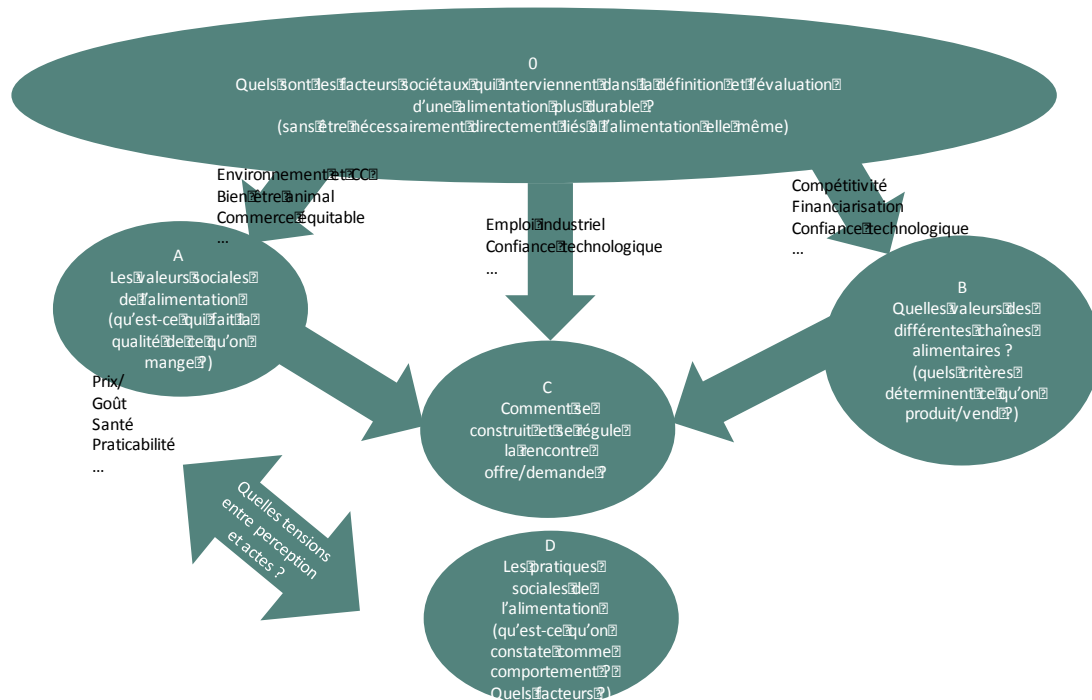 0
Quels sont les facteurs sociétaux qui interviennent dans la définition et l'évaluation
d'une alimentation plus durable ?
(sans être nécessairement directement liés à l'alimentation elle même)
Environnement et CC
Bien être animal
Commerce équitable
...
Emploi industriel
Confiance technologique
...
Compétitivité
Financiarisation
Confiance technologique
...
A
Les valeurs sociales
de l'alimentation
(qu'est-ce qui fait la
qualité de ce qu'on
mange ?)
Prix/
Goût
Santé
Praticabilité
...
B
Quelles valeurs des
différentes chaînes
alimentaires ?
(quels critères
déterminent ce qu'on
produit/vend ?)
C
Comment se
construit et se régule
la rencontre
offre/demande ?
Quelles tensions
entre perception
et actes ?
D
Les pratiques
sociales de
l'alimentation
(qu'est-ce qu'on
constate comme
comportement ?
Quels facteurs ?)